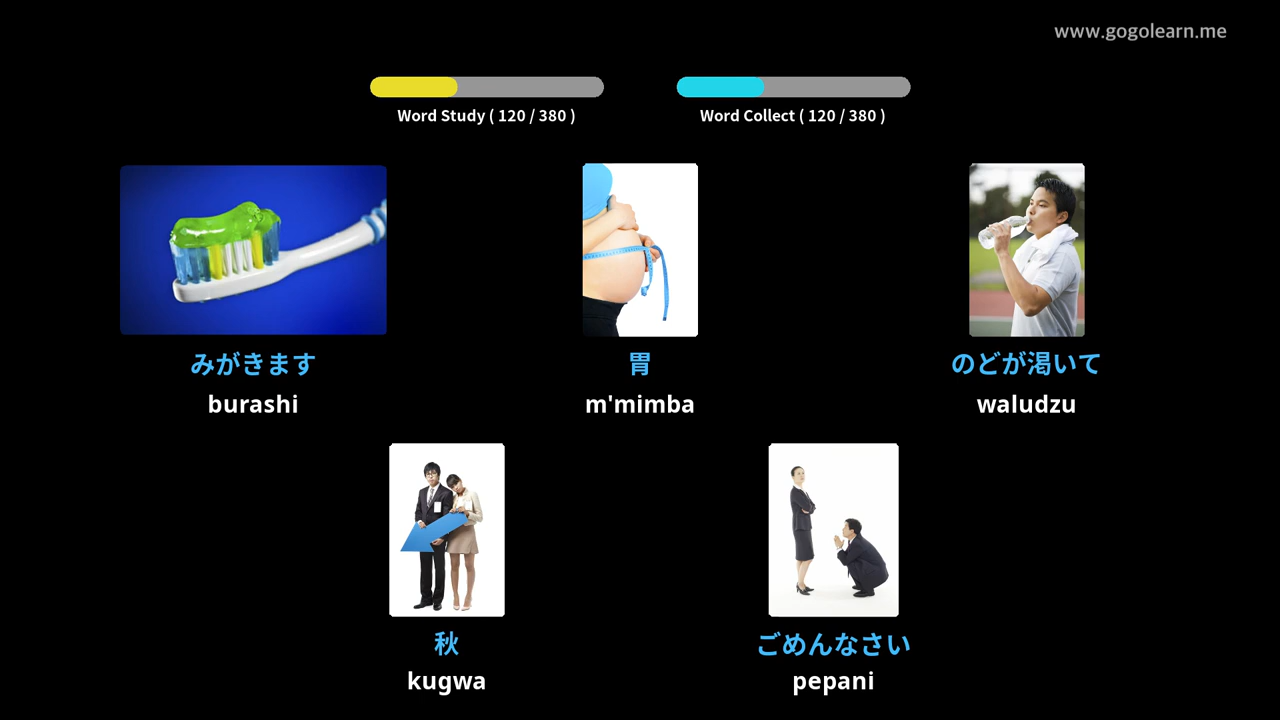 www.gogolearn.me
Word Study ( 120 / 380 )
Word Collect ( 120 / 380 )
みがきます
burashi
胃
m'mimba
のどが渇いて
waludzu
秋
kugwa
ごめんなさい
pepani